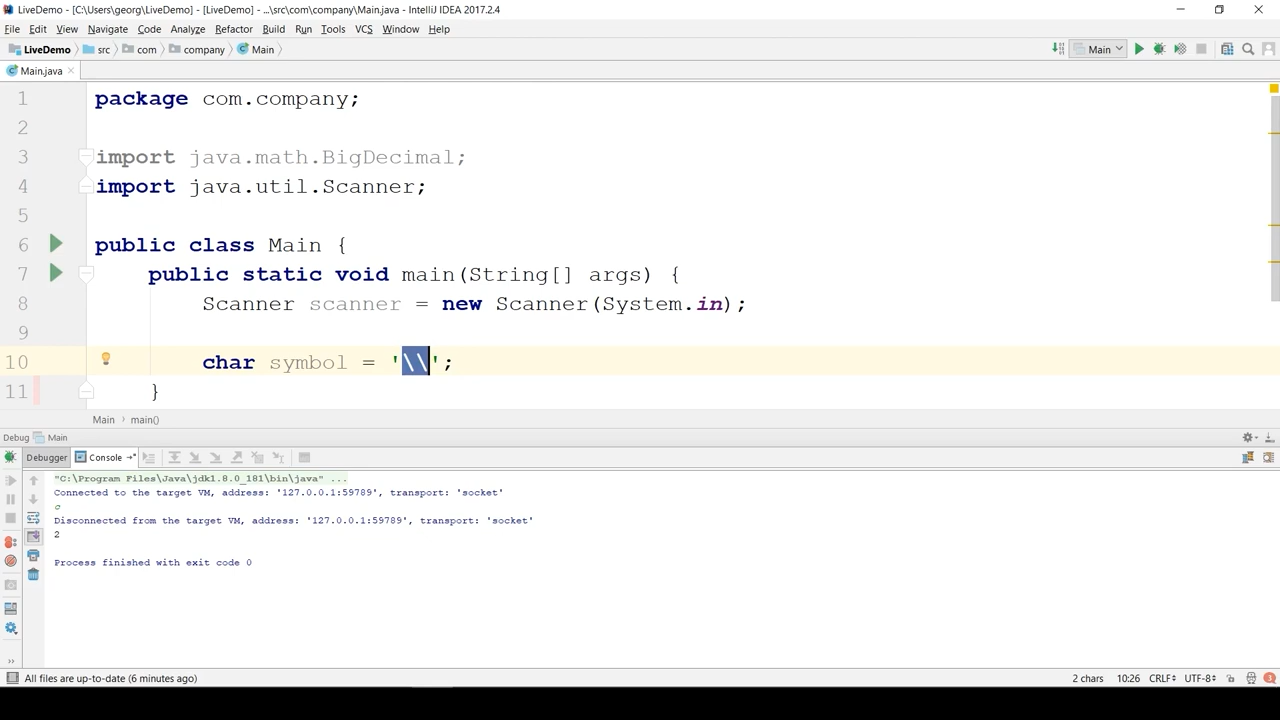 LiveDemo - [C:\Users\georg\LiveDemo] - [LiveDemo] - ...\src\com\company\Main.java - IntelliJ IDEA 2017.2.4
File Edit View Navigate Code Analyze Refactor Build Run Tools VCS Window Help
LiveDemo src com company Main Main
Main.java
1 package com.company;
2
3 import java.math.BigDecimal;
4 import java.util.Scanner;
5
6 public class Main {
7 public static void main(String[] args) {
8 Scanner scanner = new Scanner(System.in);
9
10 char symbol = '\\';
11 }
Main main()
Debug Main
Debugger Console
"C:\Program Files\Java\jdk1.8.0_181\bin\java" ...
Connected to the target VM, address: '127.0.0.1:59789', transport: 'socket'
c
Disconnected from the target VM, address: '127.0.0.1:59789', transport: 'socket'
2
Process finished with exit code 0
All files are up-to-date (6 minutes ago) 2 chars 10:26 CRLF UTF-8 3